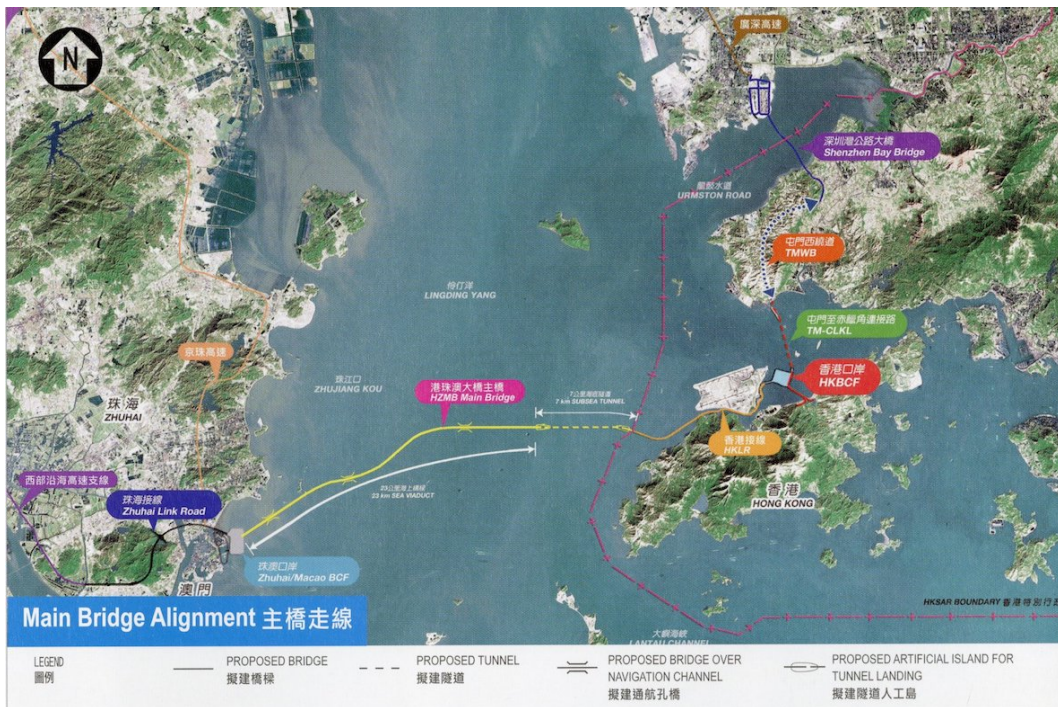 N
廣深高速
深圳灣公路大橋
Shenzhen Bay Bridge
龍鼓水道
URMSTON ROAD
屯門西繞道
TMWB
伶仃洋
LINGDING YANG
屯門至赤鱲角連接路
TM-CLKL
京珠高速
珠江口
ZHUJIANG KOU
香港口岸
HKBCF
港珠澳大橋主橋
HZMB Main Bridge
7公里海底隧道
7 km SUBSEA TUNNEL
珠海
ZHUHAI
香港接線
HKLR
西部沿海高速支線
珠海接線
Zhuhai Link Road
23公里海上橋段
23 km SEA VIADUCT
香港
HONG KONG
珠澳口岸
Zhuhai/Macao BCF
澳門
HKSAR BOUNDARY 香港特別行政
Main Bridge Alignment 主橋走線
大嶼海峽
LANTAU CHANNEL
LEGEND
圖例
PROPOSED BRIDGE
擬建橋樑
PROPOSED TUNNEL
擬建隧道
PROPOSED BRIDGE OVER
NAVIGATION CHANNEL
擬建通航孔橋
PROPOSED ARTIFICIAL ISLAND FOR
TUNNEL LANDING
擬建隧道人工島